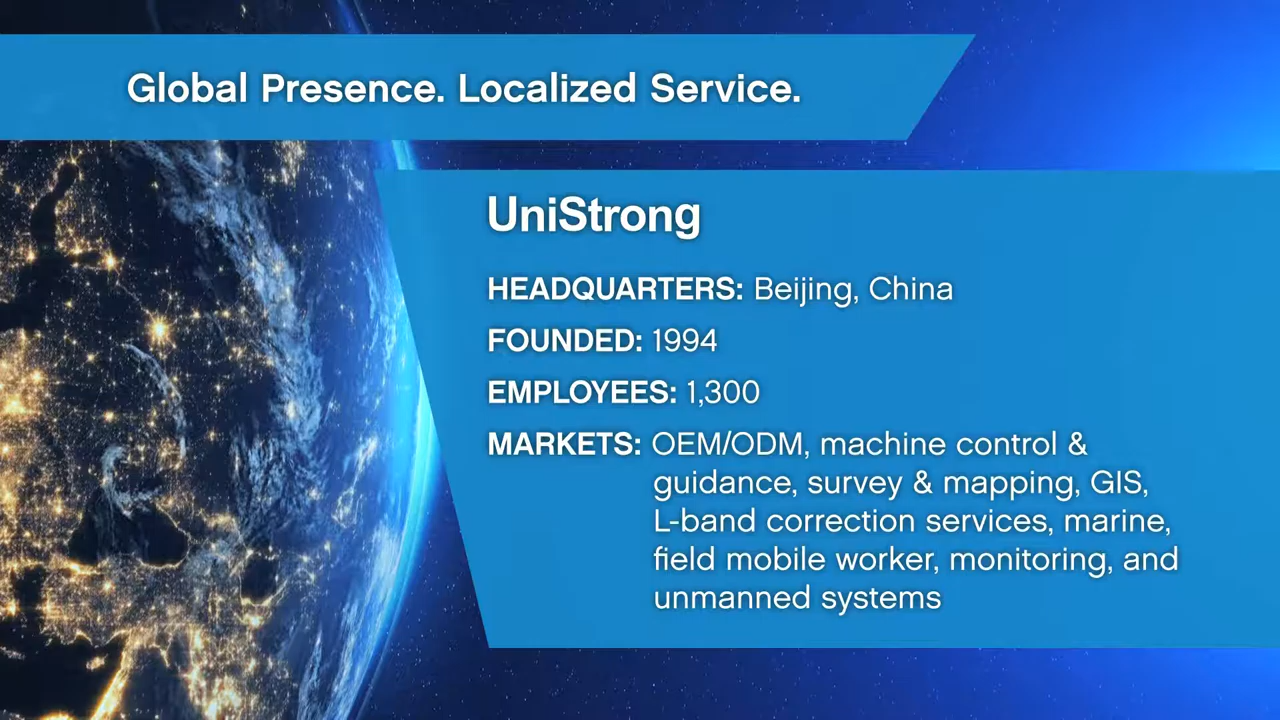 Global Presence. Localized Service.
UniStrong
HEADQUARTERS: Beijing, China
FOUNDED: 1994
EMPLOYEES: 1,300
MARKETS: OEM/ODM, machine control &
guidance, survey & mapping, GIS,
L-band correction services, marine,
field mobile worker, monitoring, and
unmanned systems